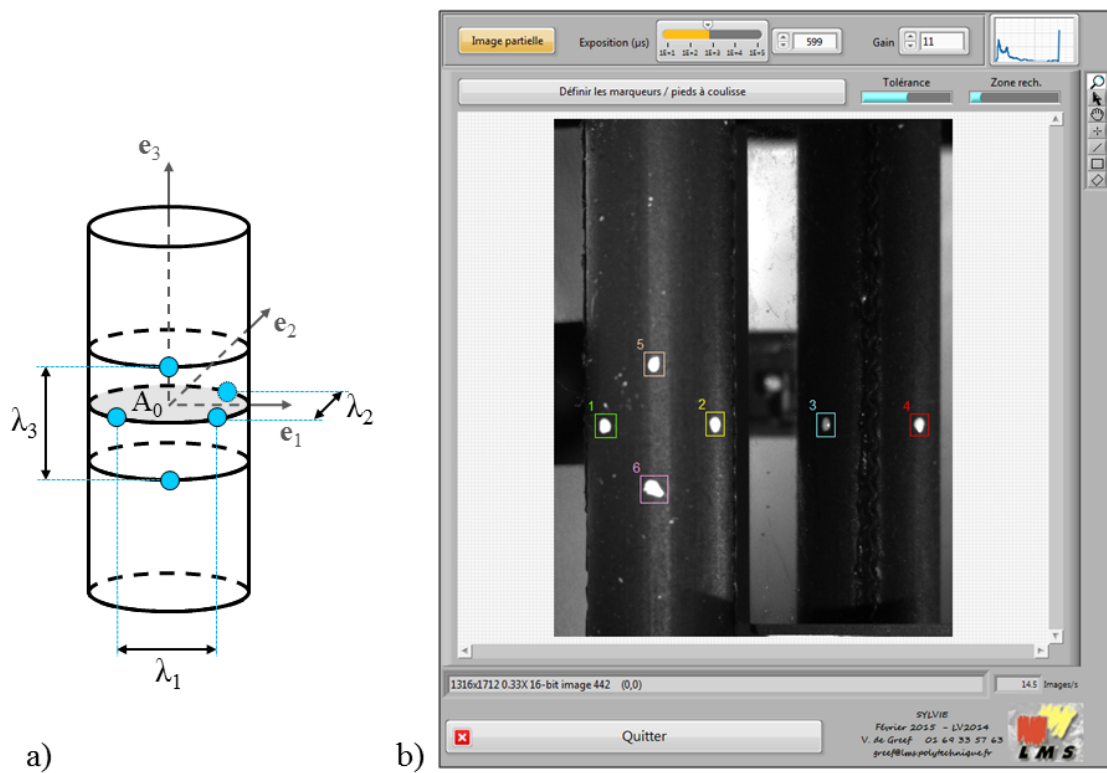 a)
e3
e2
e1
A0
λ3
λ2
λ1
b)
Image partielle
Exposition (µs)
1E+1 1E+2 1E+3 1E+4 1E+5
599
Gain
11
Définir les marqueurs / pieds à coulisse
Tolérance
Zone rech.
5
1
2
3
4
6
1316x1712 0.33X 16-bit image 442 (0,0)
14.5 Images/s
Quitter
SYLVIE
Février 2015 - LV2014
V. de Greef 01 69 33 57 63
greef@lms.polytechnique.fr
LMS